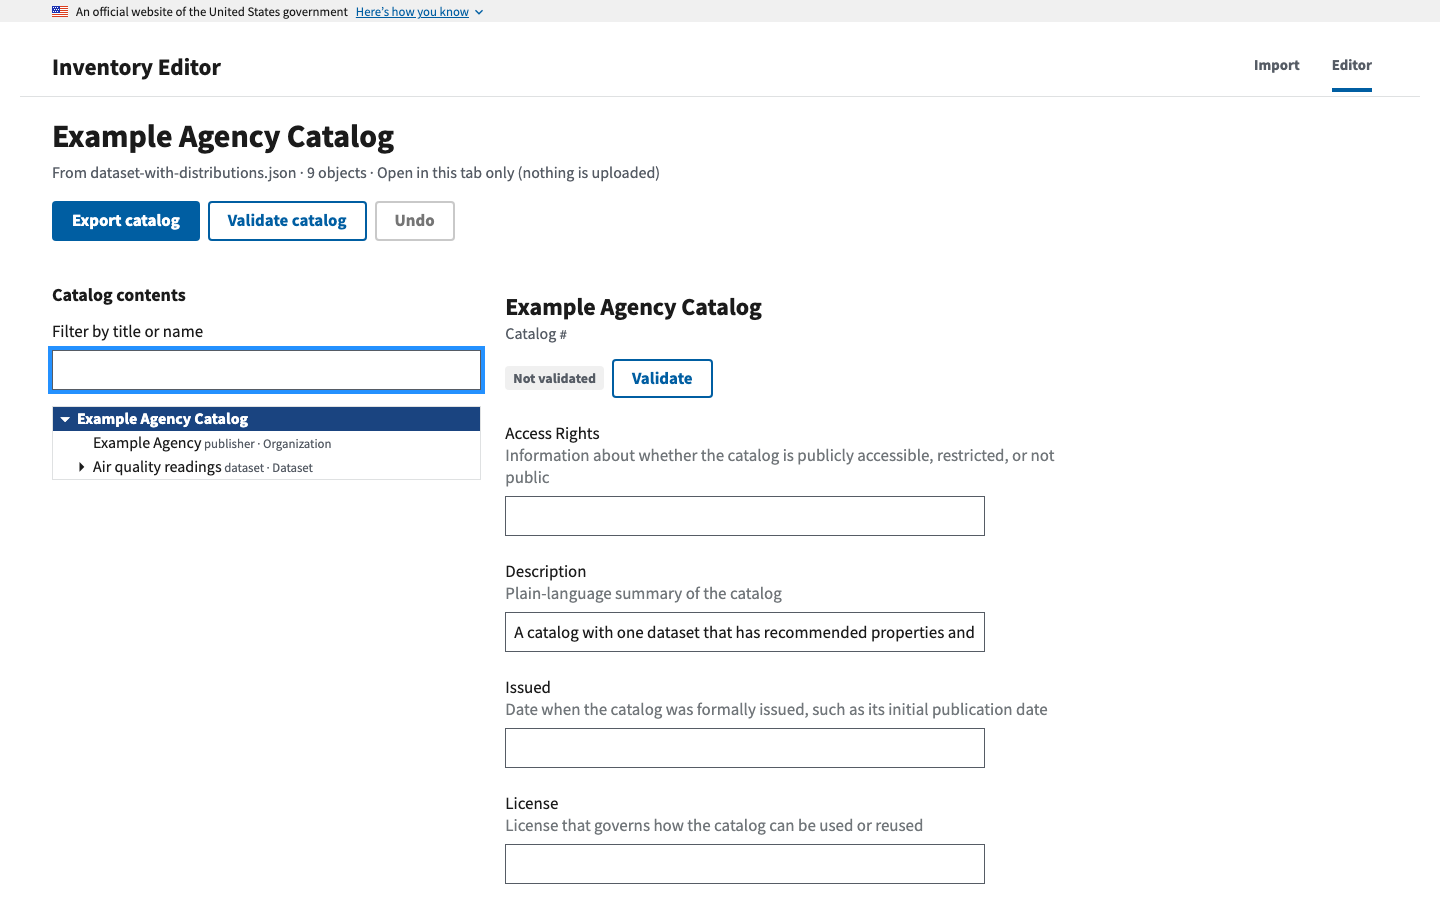 An official website of the United States government Here's how you know
Inventory Editor
Import Editor
Example Agency Catalog
From dataset-with-distributions.json · 9 objects · Open in this tab only (nothing is uploaded)
Export catalog Validate catalog Undo
Catalog contents
Filter by title or name
Example Agency Catalog
Example Agency publisher · Organization
Air quality readings dataset · Dataset
Example Agency Catalog
Catalog #
Not validated Validate
Access Rights
Information about whether the catalog is publicly accessible, restricted, or not
public
Description
Plain-language summary of the catalog
A catalog with one dataset that has recommended properties and
Issued
Date when the catalog was formally issued, such as its initial publication date
License
License that governs how the catalog can be used or reused